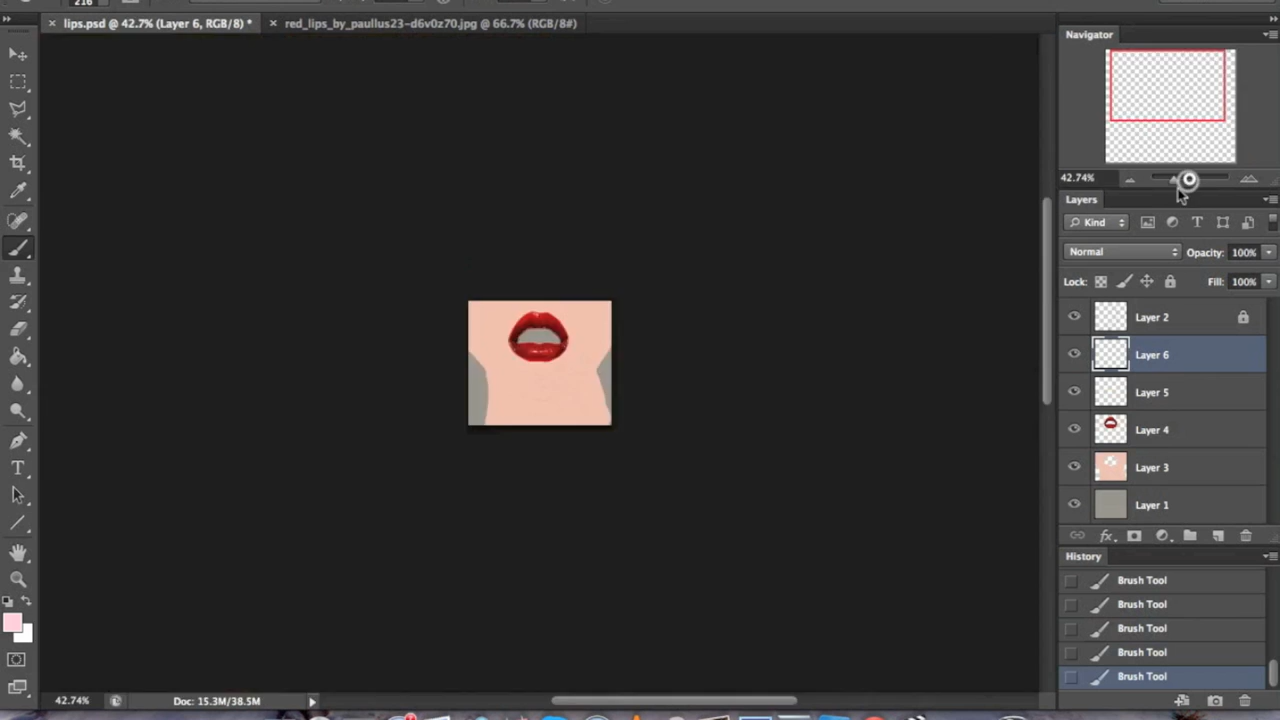 216
lips.psd @ 42.7% (Layer 6, RGB/8) *
red_lips_by_paullus23-d6v0z70.jpg @ 66.7% (RGB/8#)
Navigator
42.74%
Layers
Kind
Normal
Opacity: 100%
Lock:
Fill: 100%
Layer 2
Layer 6
Layer 5
Layer 4
Layer 3
Layer 1
fx
History
Brush Tool
Brush Tool
Brush Tool
Brush Tool
Brush Tool
42.74%
Doc: 15.3M/38.5M